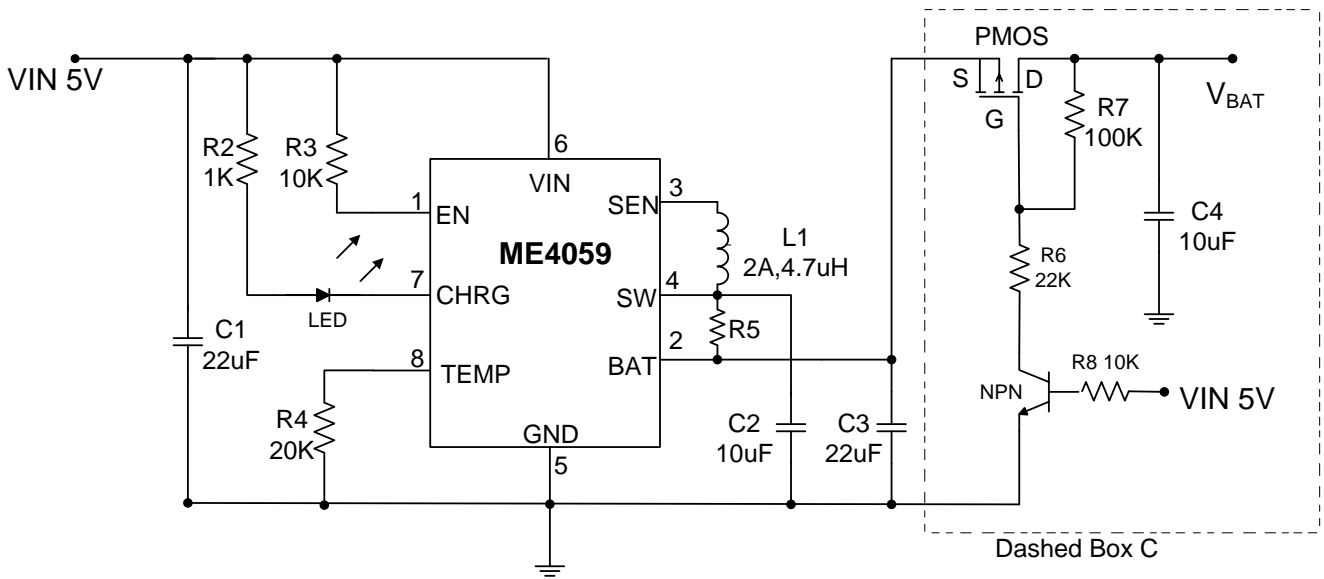 PMOS
VIN 5V
S
D
G
V_BAT
R7
100K
R2
1K
R3
10K
6
VIN
1
EN
3
SEN
ME4059
L1
2A,4.7uH
C4
10uF
R6
22K
7
CHRG
4
SW
LED
R5
C1
22uF
2
BAT
8
TEMP
R8 10K
NPN
VIN 5V
R4
20K
GND
5
C2
10uF
C3
22uF
Dashed Box C